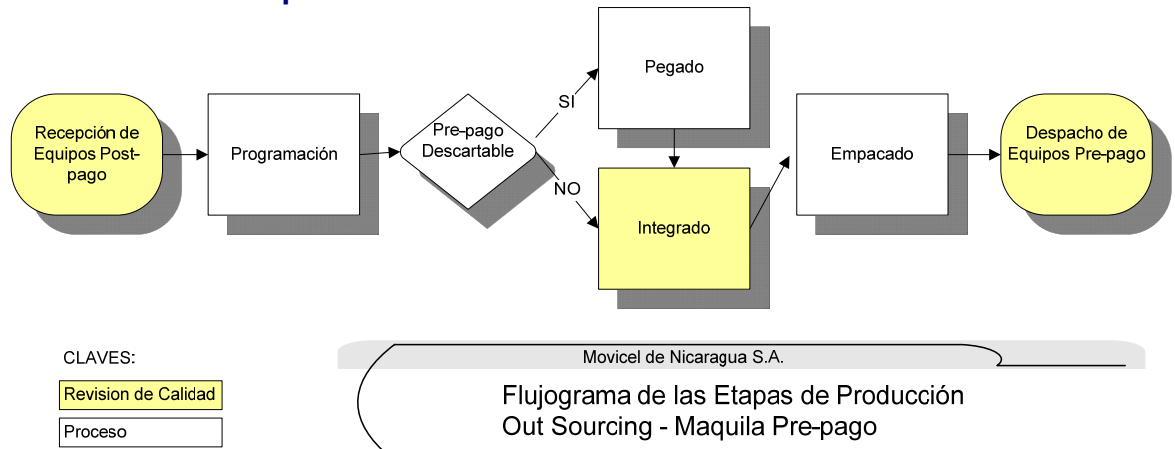 Recepción de
Equipos Post-
pago
Programación
Pre-pago
Descartable
SI
NO
Pegado
Integrado
Empacado
Despacho de
Equipos Pre-pago
CLAVES:
Revision de Calidad
Proceso
Movicel de Nicaragua S.A.
Flujograma de las Etapas de Producción
Out Sourcing - Maquila Pre-pago